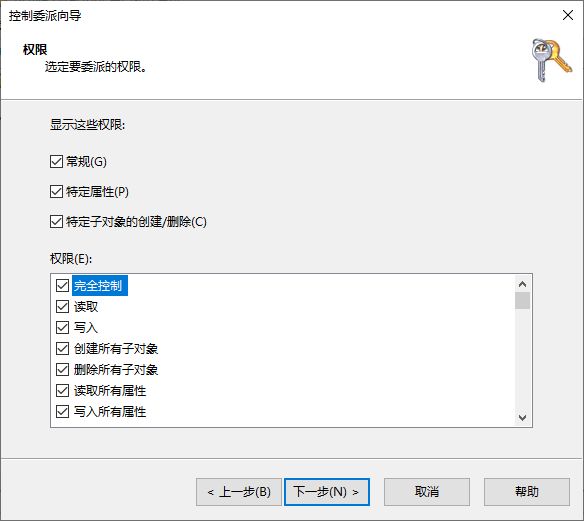 控制委派向导
权限
选定要委派的权限。
显示这些权限:
常规(G)
特定属性(P)
特定子对象的创建/删除(C)
权限(E):
完全控制
读取
写入
创建所有子对象
删除所有子对象
读取所有属性
写入所有属性
< 上一步(B) 下一步(N) > 取消 帮助